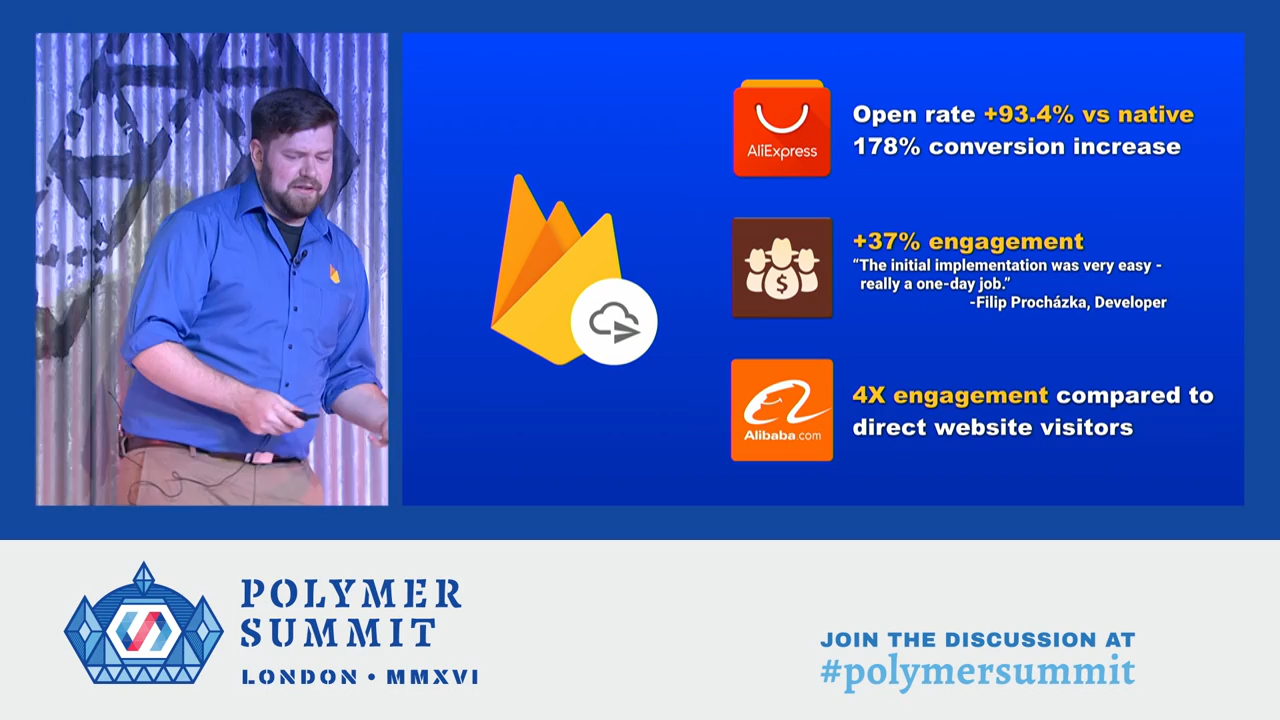 AliExpress
Open rate +93.4% vs native
178% conversion increase
$
+37% engagement
“The initial implementation was very easy -
really a one-day job.”
-Filip Procházka, Developer
Alibaba.com
4X engagement compared to
direct website visitors
POLYMER
SUMMIT
LONDON • MMXVI
JOIN THE DISCUSSION AT
#polymersummit